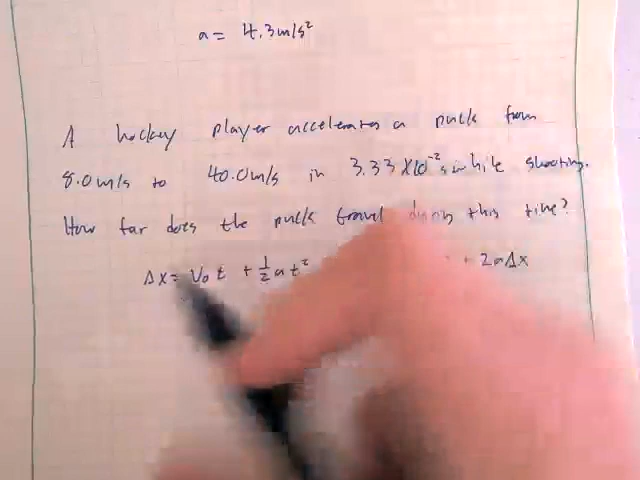 a = 4.3 m/s²
A hockey player accelerates a puck from
8.0 m/s to 40.0 m/s in 3.33 X10⁻² s while shooting.
How far does the puck travel during this time?
Δx = V₀ t + ½ a t² + 2aΔx